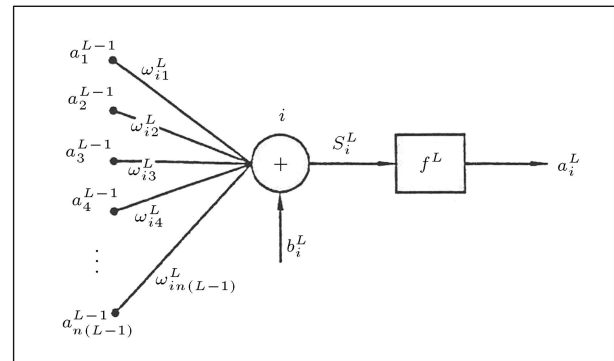 a_1^{L-1}
ω_{i1}^L
a_2^{L-1}
ω_{i2}^L
i
a_3^{L-1}
ω_{i3}^L
+
S_i^L
f^L
a_i^L
a_4^{L-1}
ω_{i4}^L
b_i^L
⋮
ω_{in(L-1)}^L
a_{n(L-1)}^{L-1}